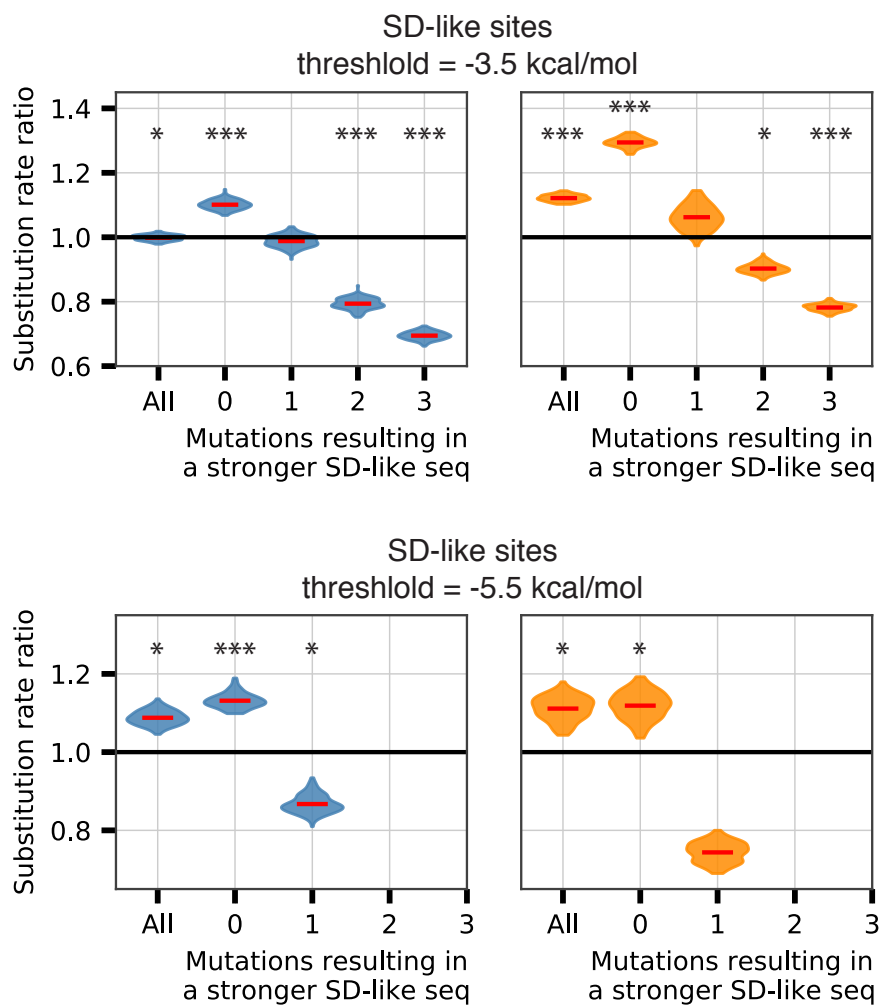 SD-like sites
threshlold = -3.5 kcal/mol
* *** *** ***
*** *** * ***
Substitution rate ratio
1.4
1.2
1.0
0.8
0.6
All 0 1 2 3
All 0 1 2 3
Mutations resulting in
a stronger SD-like seq
Mutations resulting in
a stronger SD-like seq
SD-like sites
threshlold = -5.5 kcal/mol
* *** *
* *
Substitution rate ratio
1.2
1.0
0.8
All 0 1 2 3
All 0 1 2 3
Mutations resulting in
a stronger SD-like seq
Mutations resulting in
a stronger SD-like seq